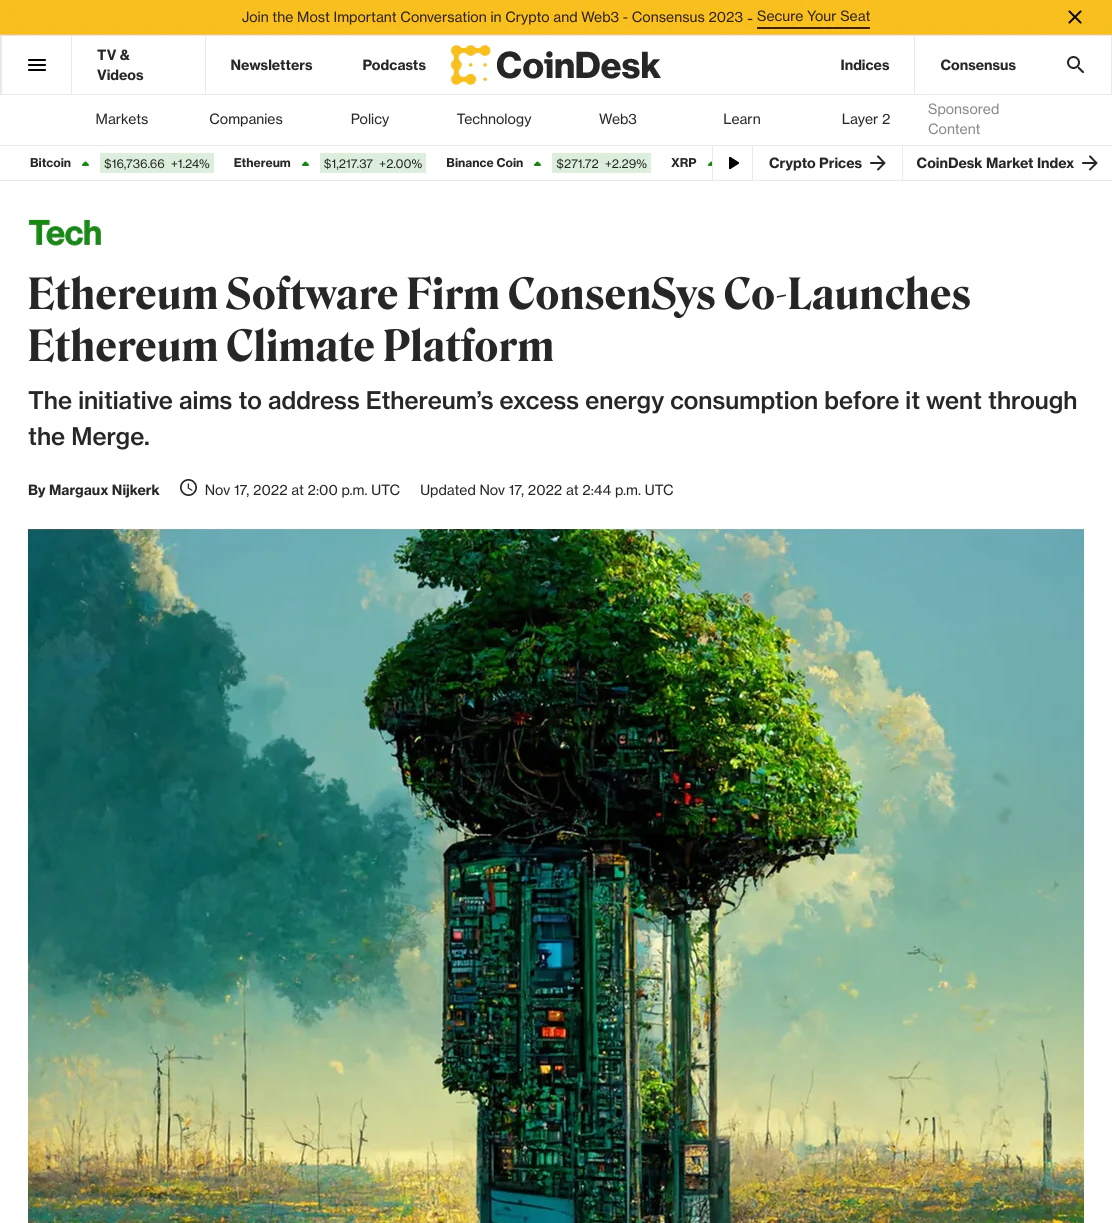 Join the Most Important Conversation in Crypto and Web3 - Consensus 2023 - Secure Your Seat
TV &
Videos
Newsletters
Podcasts
CoinDesk
Indices
Consensus
Markets
Companies
Policy
Technology
Web3
Learn
Layer 2
Sponsored
Content
Bitcoin $16,736.66 +1.24% Ethereum $1,217.37 +2.00% Binance Coin $271.72 +2.29% XRP
Crypto Prices
CoinDesk Market Index
Tech
Ethereum Software Firm ConsenSys Co-Launches
Ethereum Climate Platform
The initiative aims to address Ethereum’s excess energy consumption before it went through
the Merge.
By Margaux Nijkerk Nov 17, 2022 at 2:00 p.m. UTC Updated Nov 17, 2022 at 2:44 p.m. UTC